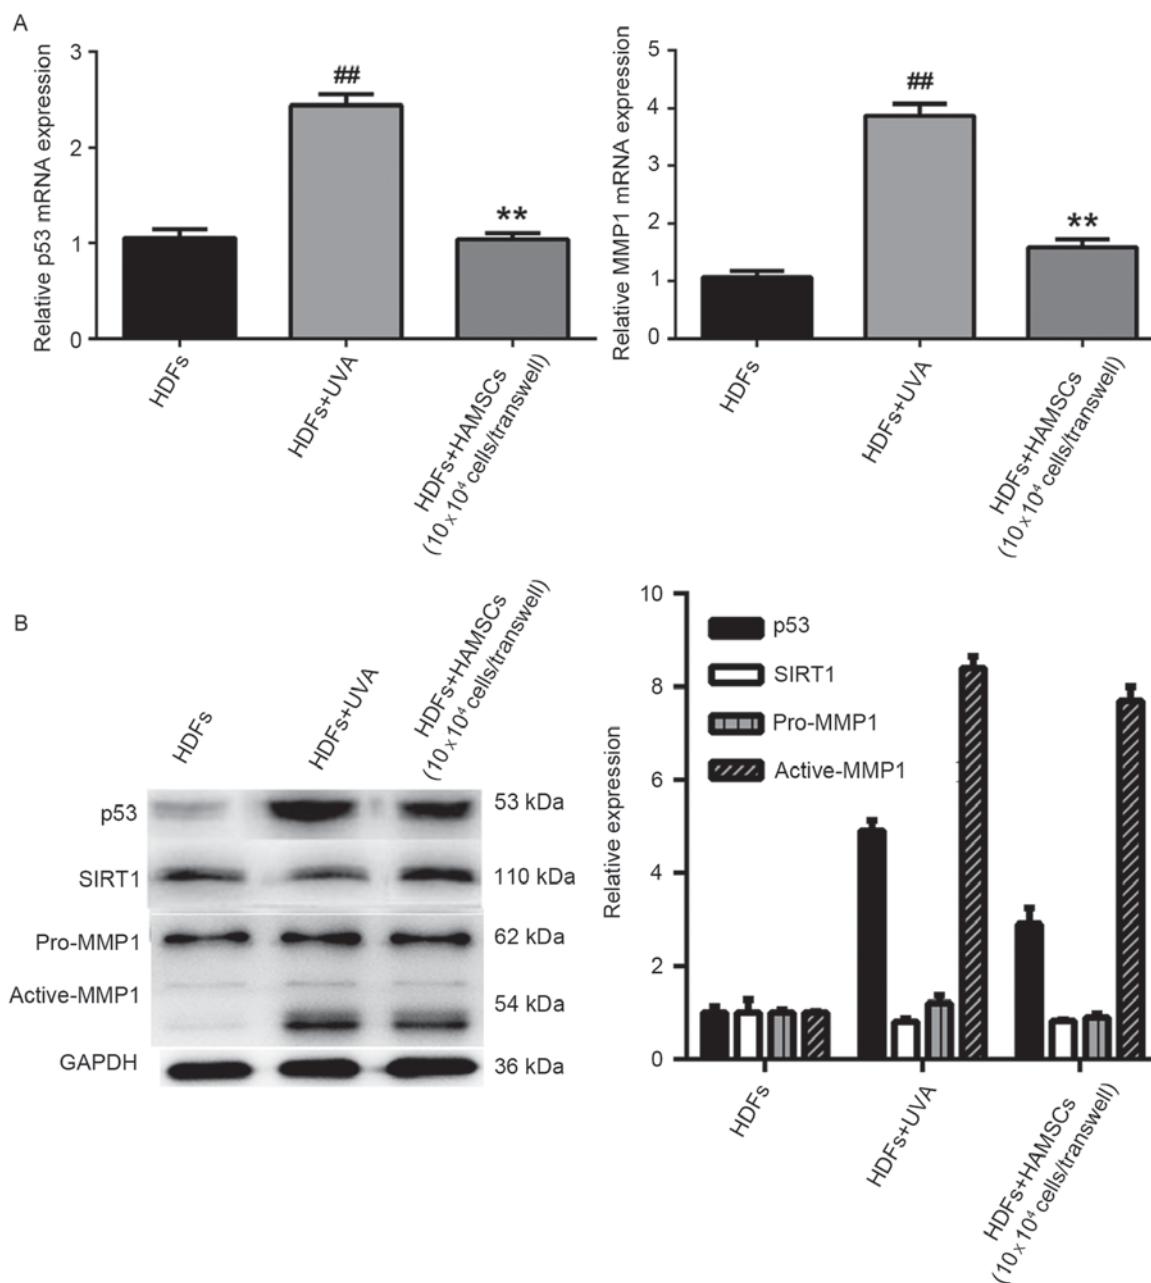 A
Relative p53 mRNA expression
3
2
1
0
##
**
HDFs
HDFs+UVA
HDFs+HAMSCs
(10×10⁴ cells/transwell)
Relative MMP1 mRNA expression
5
4
3
2
1
0
##
**
HDFs
HDFs+UVA
HDFs+HAMSCs
(10×10⁴ cells/transwell)
B
HDFs
HDFs+UVA
HDFs+HAMSCs
(10×10⁴ cells/transwell)
p53
53 kDa
SIRT1
110 kDa
Pro-MMP1
62 kDa
Active-MMP1
54 kDa
GAPDH
36 kDa
Relative expression
10
8
6
4
2
0
p53
SIRT1
Pro-MMP1
Active-MMP1
HDFs
HDFs+UVA
HDFs+HAMSCs
(10×10⁴ cells/transwell)